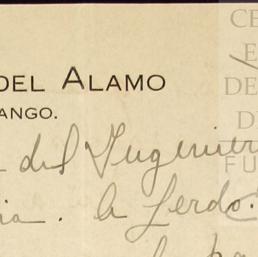 DEL ALAMO
ANGO.
del Ingenier
ia. a Lerdo.
CE
E
DE
D
FU